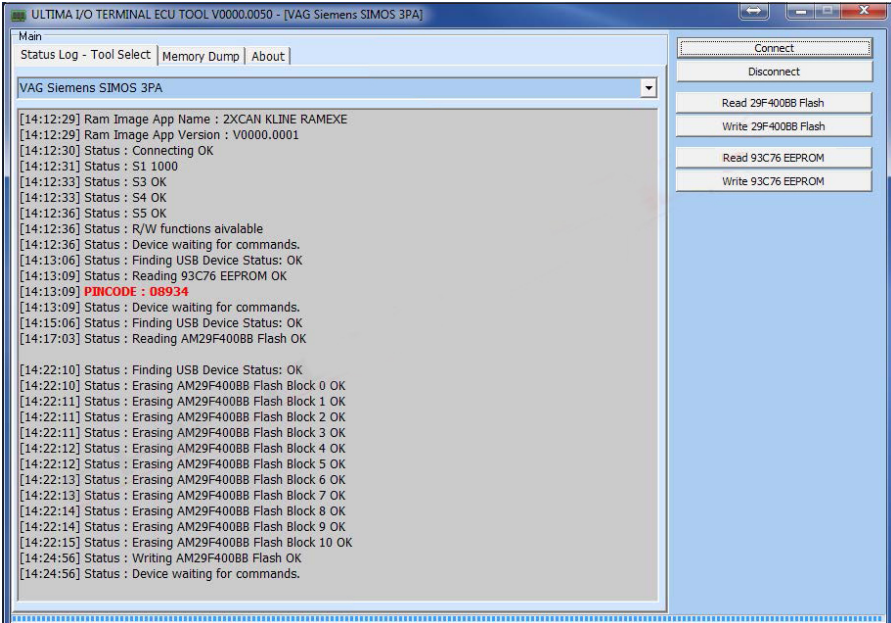 ULTIMA I/O TERMINAL ECU TOOL V0000.0050 - [VAG Siemens SIMOS 3PA]
Main
Status Log - Tool Select
Memory Dump
About
VAG Siemens SIMOS 3PA
[14:12:29] Ram Image App Name : 2XCAN KLINE RAMEXE
[14:12:29] Ram Image App Version : V0000.0001
[14:12:30] Status : Connecting OK
[14:12:31] Status : S1 1000
[14:12:33] Status : S3 OK
[14:12:33] Status : S4 OK
[14:12:36] Status : S5 OK
[14:12:36] Status : R/W functions aivalable
[14:12:36] Status : Device waiting for commands.
[14:13:06] Status : Finding USB Device Status: OK
[14:13:09] Status : Reading 93C76 EEPROM OK
[14:13:09] PINCODE : 08934
[14:13:09] Status : Device waiting for commands.
[14:15:06] Status : Finding USB Device Status: OK
[14:17:03] Status : Reading AM29F400BB Flash OK
[14:22:10] Status : Finding USB Device Status: OK
[14:22:10] Status : Erasing AM29F400BB Flash Block 0 OK
[14:22:11] Status : Erasing AM29F400BB Flash Block 1 OK
[14:22:11] Status : Erasing AM29F400BB Flash Block 2 OK
[14:22:11] Status : Erasing AM29F400BB Flash Block 3 OK
[14:22:12] Status : Erasing AM29F400BB Flash Block 4 OK
[14:22:12] Status : Erasing AM29F400BB Flash Block 5 OK
[14:22:13] Status : Erasing AM29F400BB Flash Block 6 OK
[14:22:13] Status : Erasing AM29F400BB Flash Block 7 OK
[14:22:14] Status : Erasing AM29F400BB Flash Block 8 OK
[14:22:14] Status : Erasing AM29F400BB Flash Block 9 OK
[14:22:15] Status : Erasing AM29F400BB Flash Block 10 OK
[14:24:56] Status : Writing AM29F400BB Flash OK
[14:24:56] Status : Device waiting for commands.
Connect
Disconnect
Read 29F400BB Flash
Write 29F400BB Flash
Read 93C76 EEPROM
Write 93C76 EEPROM